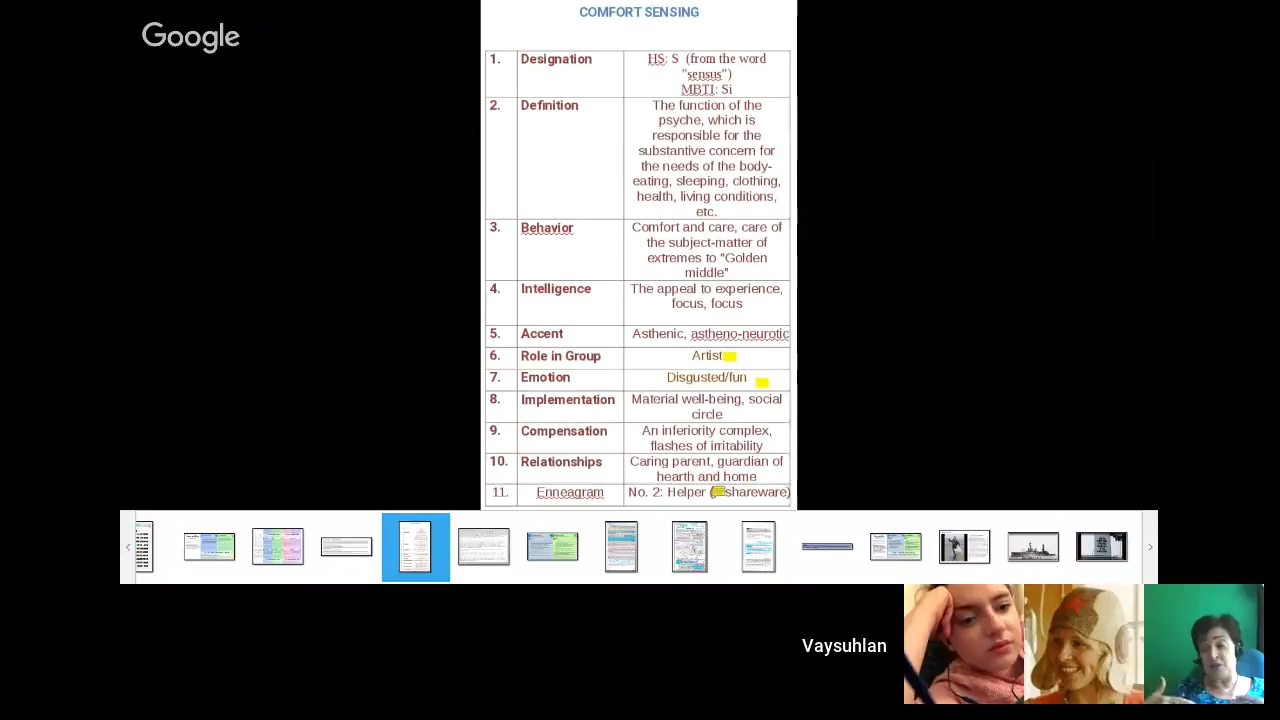 COMFORT SENSING
Google
1. Designation HS: S (from the word
"sensus")
MBTI: Si
2. Definition The function of the
psyche, which is
responsible for the
substantive concern for
the needs of the body-
eating, sleeping, clothing,
health, living conditions,
etc.
3. Behavior Comfort and care, care of
the subject-matter of
extremes to "Golden
middle"
4. Intelligence The appeal to experience,
focus, focus
5. Accent Asthenic, astheno-neurotic
6. Role in Group Artist
7. Emotion Disgusted/fun
8. Implementation Material well-being, social
circle
9. Compensation An inferiority complex,
flashes of irritability
10. Relationships Caring parent, guardian of
hearth and home
11. Enneagram No. 2: Helper ( shareware)
Vaysuhlan